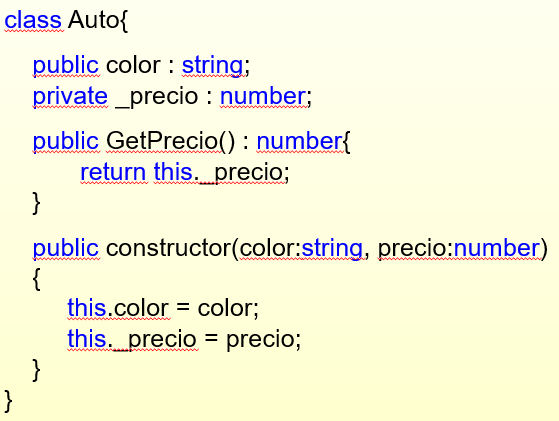 class Auto{
public color : string;
private _precio : number;
public GetPrecio() : number{
return this._precio;
}
public constructor(color:string, precio:number)
{
this.color = color;
this._precio = precio;
}
}